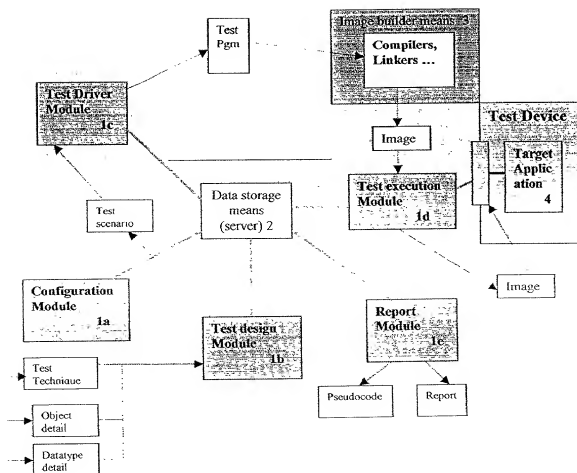 Test
Pgm
Image builder means 3
Compilers,
Linkers ...
Test Driver
Module
1c
Image
Test Device
Target
Applic
ation
4
Test execution
Module
1d
Data storage
means
(server) 2
Test
scenario
Image
Configuration
Module
1a
Test design
Module
1b
Report
Module
1e
Test
Technique
Pseudocode
Report
Object
detail
Datatype
detail